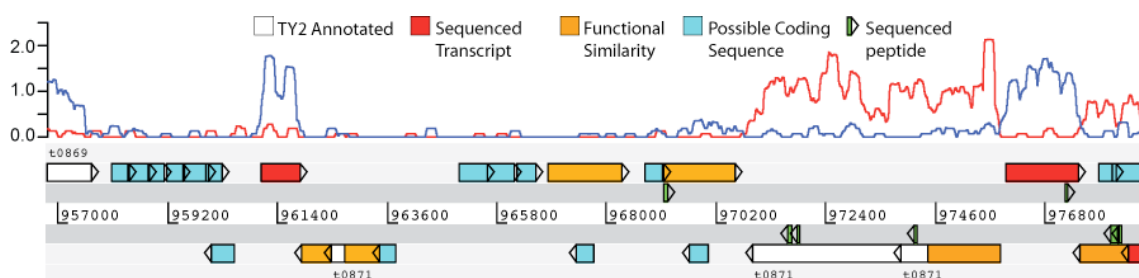 TY2 Annotated
Sequenced Transcript
Functional Similarity
Possible Coding Sequence
Sequenced peptide
2.0
1.0
0.0
t0869
957000 959200 961400 963600 965800 968000 970200 972400 974600 976800
t0871 t0871 t0871